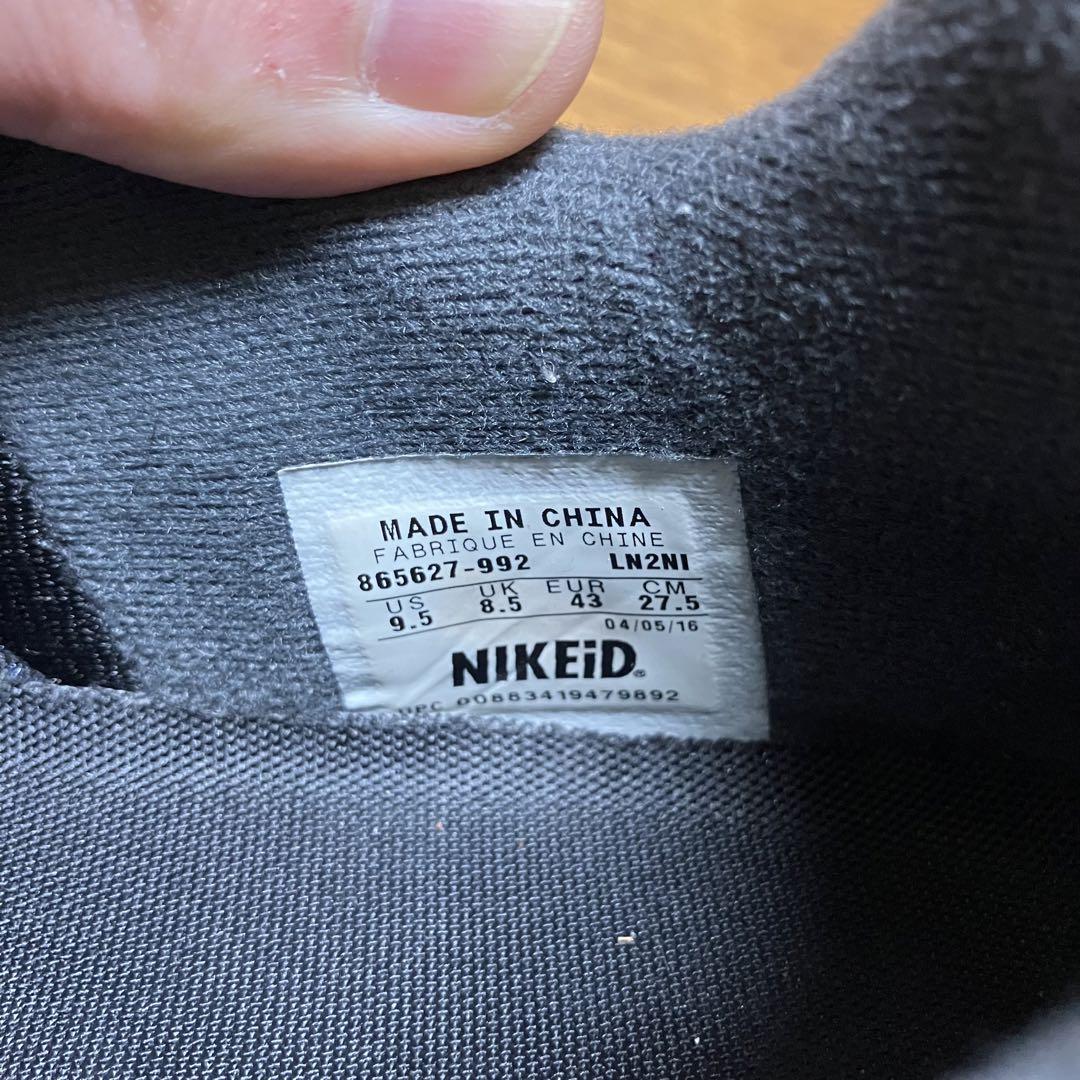 MADE IN CHINA
FABRIQUE EN CHINE
865627-992 LN2NI
US UK EUR CM
9.5 8.5 43 27.5
04/05/16
NIKEiD®
UPC 00883419479892